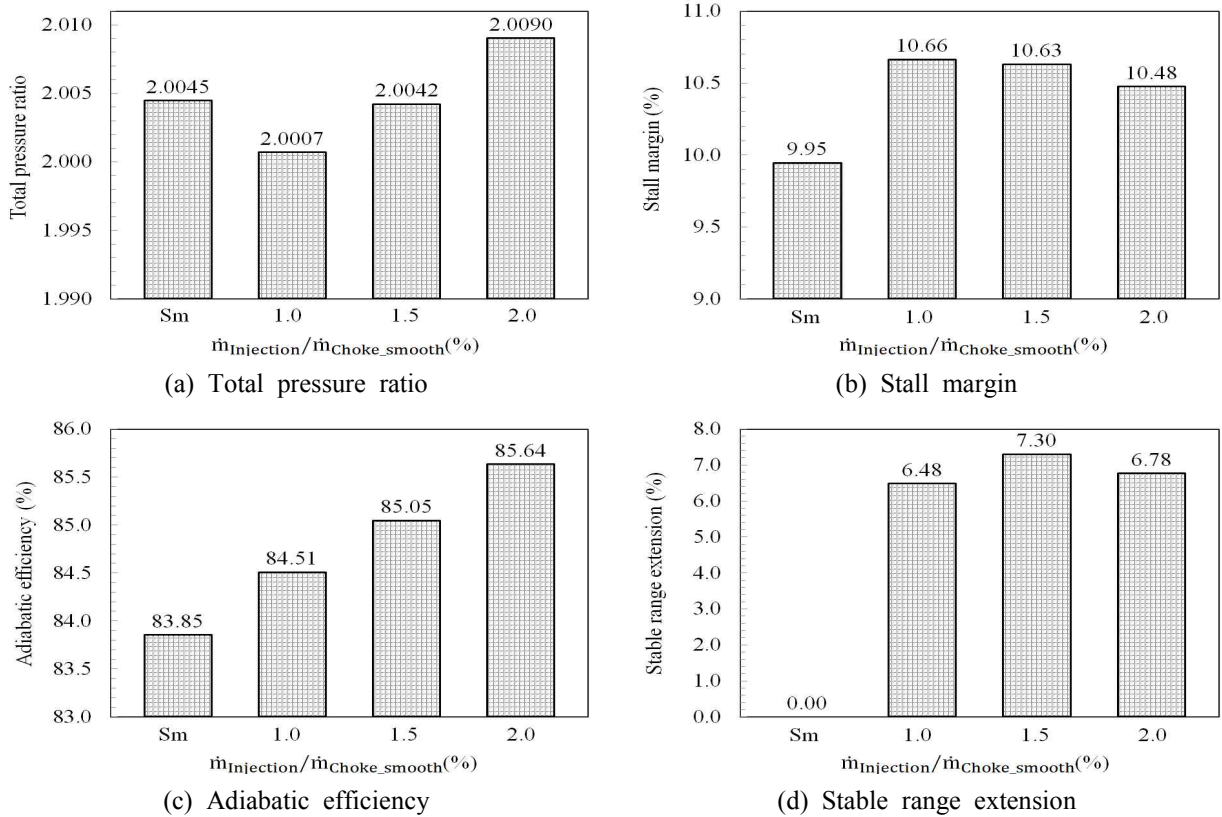 2.010
2.005
2.000
1.995
1.990
Total pressure ratio
2.0045
2.0007
2.0042
2.0090
Sm 1.0 1.5 2.0
ṁInjection/ṁChoke_smooth(%)
(a) Total pressure ratio
11.0
10.5
10.0
9.5
9.0
Stall margin (%)
9.95
10.66
10.63
10.48
Sm 1.0 1.5 2.0
ṁInjection/ṁChoke_smooth(%)
(b) Stall margin
86.0
85.5
85.0
84.5
84.0
83.5
83.0
Adiabatic efficiency (%)
83.85
84.51
85.05
85.64
Sm 1.0 1.5 2.0
ṁInjection/ṁChoke_smooth(%)
(c) Adiabatic efficiency
8.0
7.0
6.0
5.0
4.0
3.0
2.0
1.0
0.0
Stable range extension (%)
0.00
6.48
7.30
6.78
Sm 1.0 1.5 2.0
ṁInjection/ṁChoke_smooth(%)
(d) Stable range extension